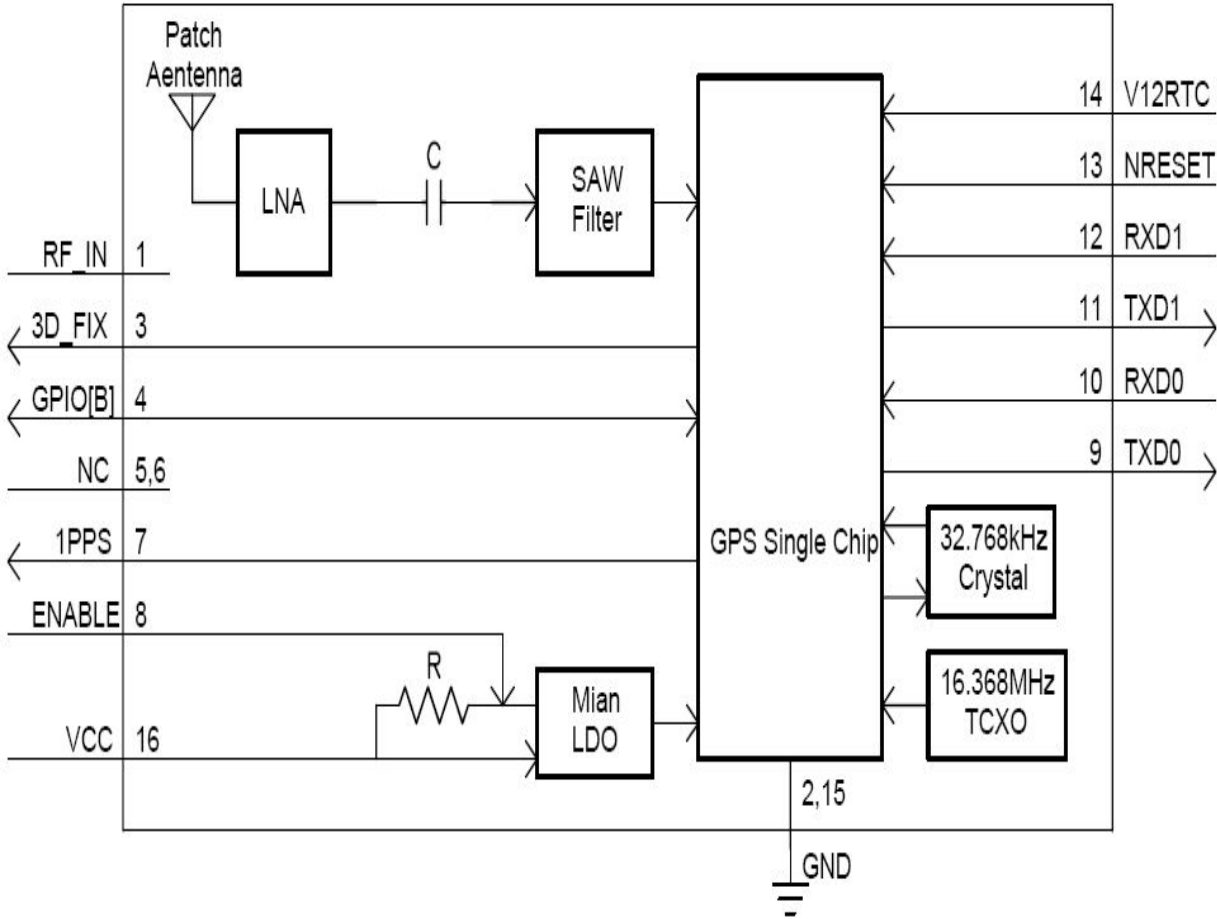 Patch
Aentenna
LNA
C
SAW
Filter
RF_IN 1
3D_FIX 3
GPIO[B] 4
NC 5,6
1PPS 7
ENABLE 8
R
VCC 16
Mian
LDO
GPS Single Chip
14 V12RTC
13 NRESET
12 RXD1
11 TXD1
10 RXD0
9 TXD0
32.768kHz
Crystal
16.368MHz
TCXO
2,15
GND